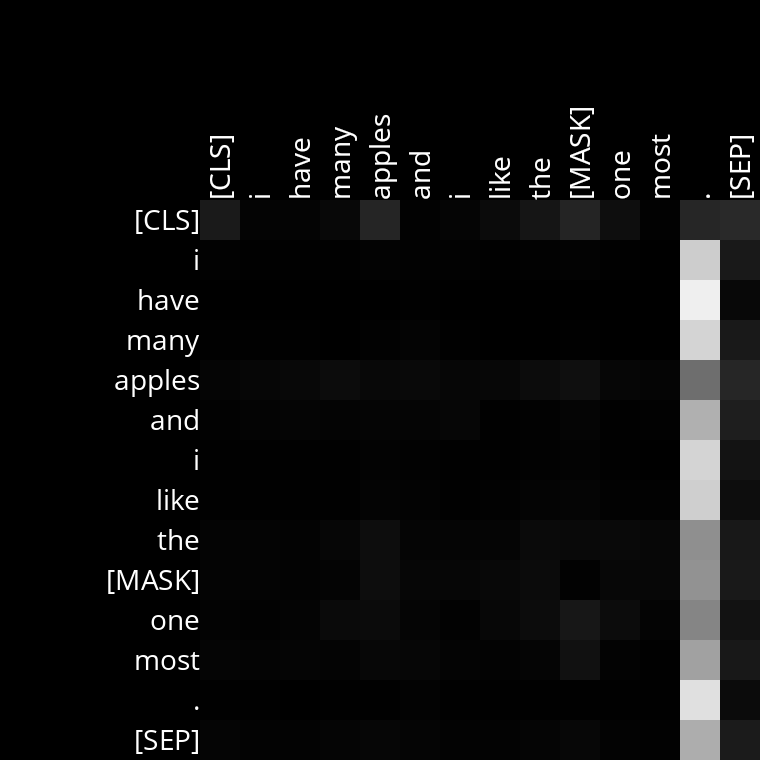 [CLS] i have many apples and i like the [MASK] one most . [SEP]
[CLS]
i
have
many
apples
and
i
like
the
[MASK]
one
most
.
[SEP]